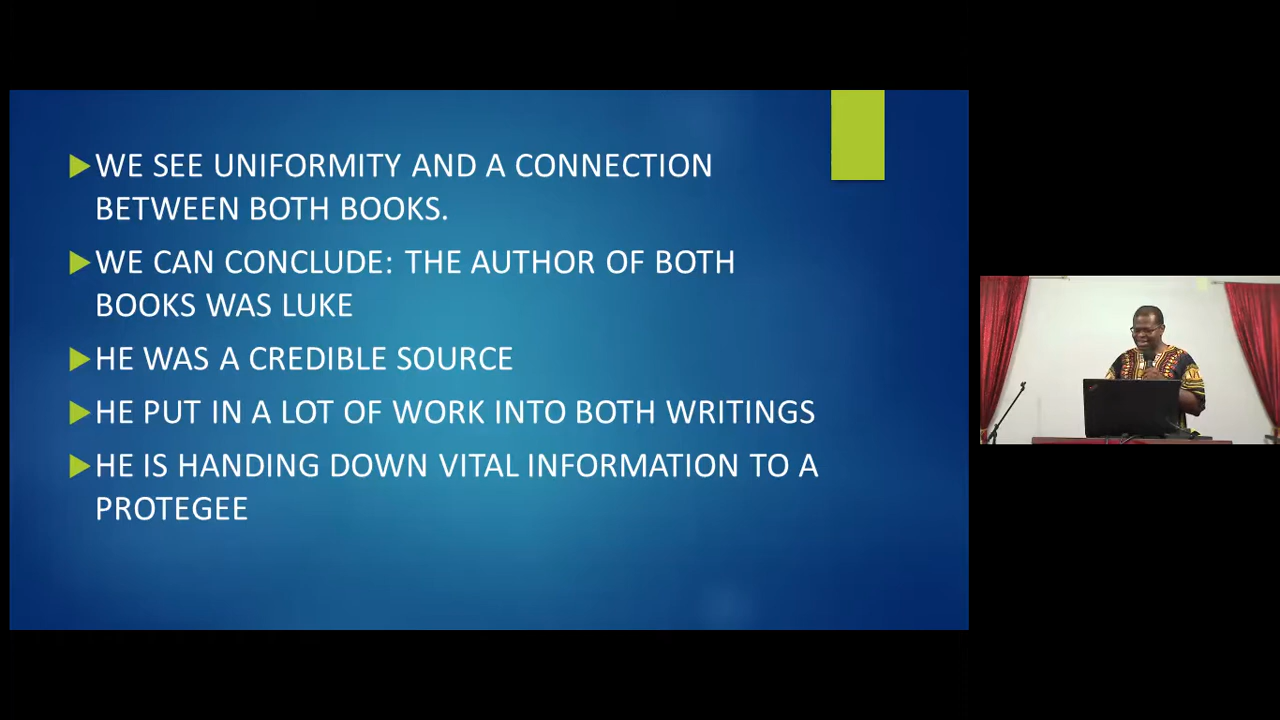 WE SEE UNIFORMITY AND A CONNECTION
BETWEEN BOTH BOOKS.
WE CAN CONCLUDE: THE AUTHOR OF BOTH
BOOKS WAS LUKE
HE WAS A CREDIBLE SOURCE
HE PUT IN A LOT OF WORK INTO BOTH WRITINGS
HE IS HANDING DOWN VITAL INFORMATION TO A
PROTEGEE